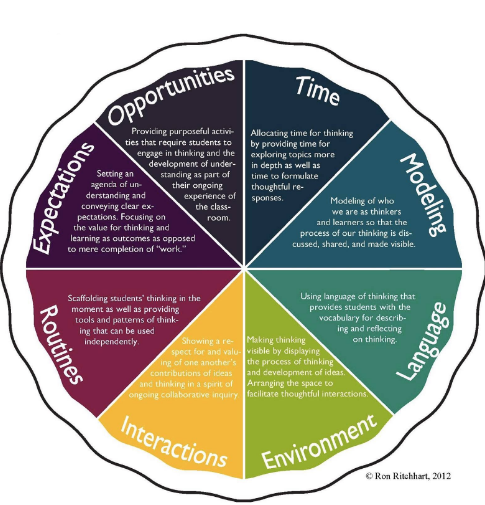 Opportunities
Providing purposeful activi-
ties that require students to
engage in thinking and the
development of under-
standing as part of
their ongoing
experience of
the class-
room.
Time
Allocating time for thinking
by providing time for
exploring topics more
in depth as well as
time to formulate
thoughtful re-
sponses.
Modeling
Modeling of who
we are as thinkers
and learners so that the
process of our thinking is dis-
cussed, shared, and made visible.
Language
Using language of thinking that
provides students with the
vocabulary for describ-
ing and reflecting
on thinking.
Environment
Making thinking
visible by displaying
the process of thinking
and development of ideas.
Arranging the space to
facilitate thoughtful interactions.
Interactions
Showing a re-
spect for and valu-
ing of one another's
contributions of ideas
and thinking in a spirit of
ongoing collaborative inquiry.
Routines
Scaffolding students' thinking in the
moment as well as providing
tools and patterns of think-
ing that can be used
independently.
Expectations
Setting an
agenda of un-
derstanding and
conveying clear ex-
pectations. Focusing on
the value for thinking and
learning as outcomes as opposed
to mere completion of "work."
© Ron Ritchhart, 2012